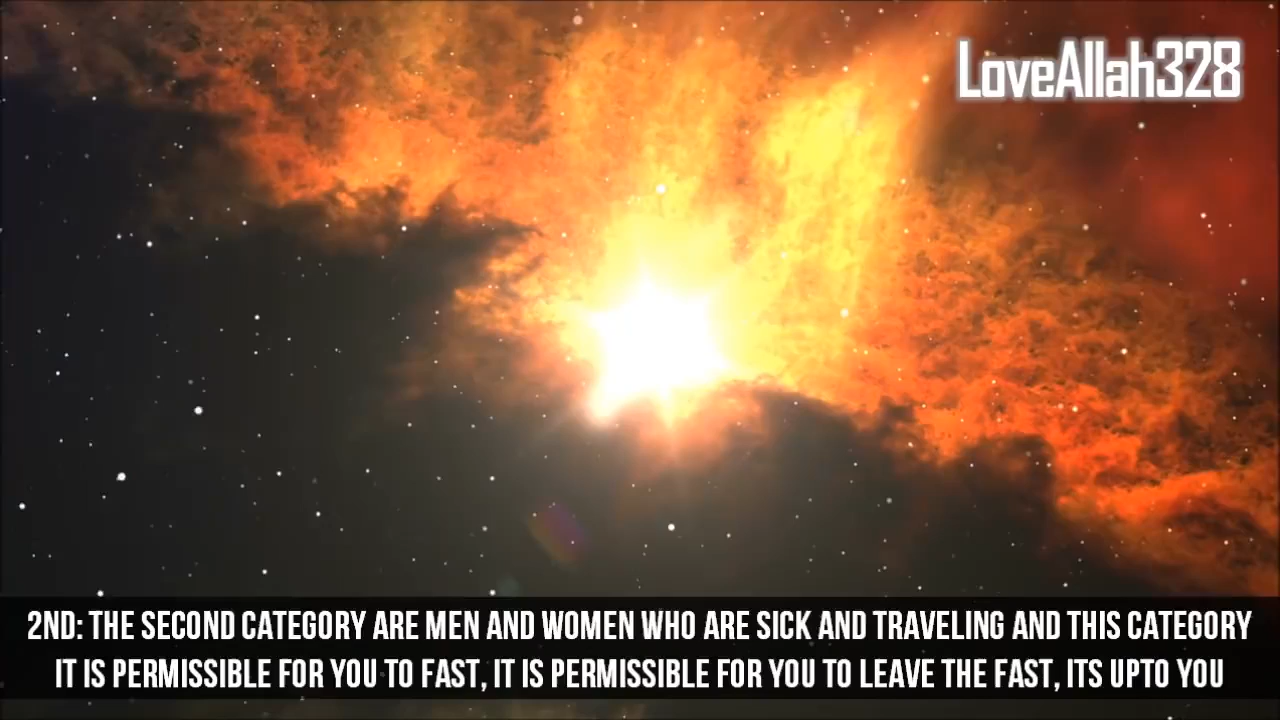 LoveAllah328
2ND: THE SECOND CATEGORY ARE MEN AND WOMEN WHO ARE SICK AND TRAVELING AND THIS CATEGORY
IT IS PERMISSIBLE FOR YOU TO FAST, IT IS PERMISSIBLE FOR YOU TO LEAVE THE FAST, ITS UPTO YOU